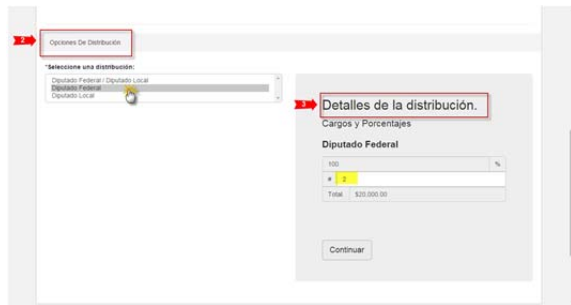 2
Opciones De Distribución
*Seleccione una distribución:
Diputado Federal / Diputado Local
Diputado Federal
Diputado Local
3
Detalles de la distribución.
Cargos y Porcentajes
Diputado Federal
100 %
# 2
Total $20,000.00
Continuar